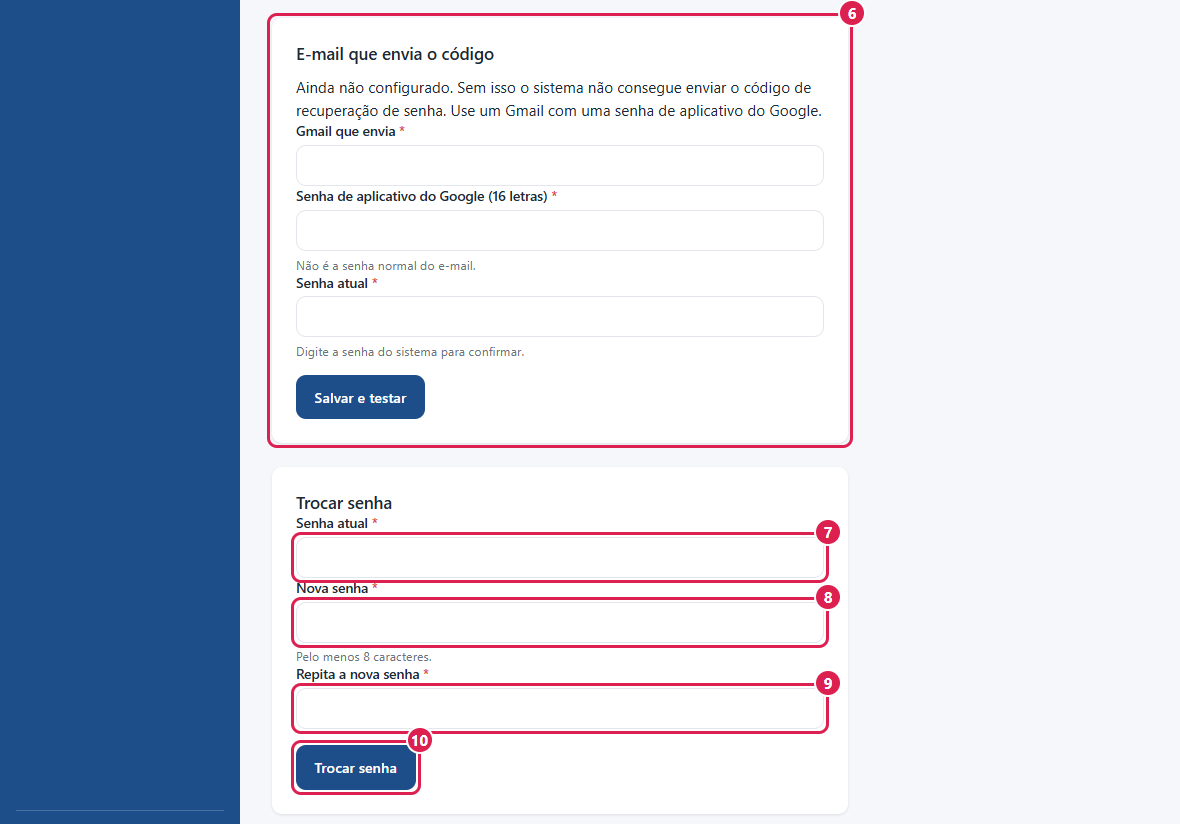 6
E-mail que envia o código
Ainda não configurado. Sem isso o sistema não consegue enviar o código de
recuperação de senha. Use um Gmail com uma senha de aplicativo do Google.
Gmail que envia *
Senha de aplicativo do Google (16 letras) *
Não é a senha normal do e-mail.
Senha atual *
Digite a senha do sistema para confirmar.
Salvar e testar
Trocar senha
Senha atual *
7
Nova senha *
8
Pelo menos 8 caracteres.
Repita a nova senha *
9
10
Trocar senha